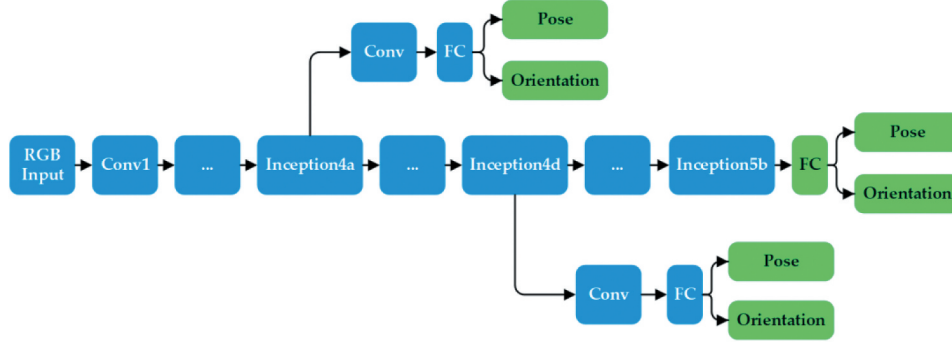 Pose
Conv
FC
Orientation
RGB
Input
Conv1
...
Inception4a
...
Inception4d
...
Inception5b
FC
Pose
Orientation
Conv
FC
Pose
Orientation